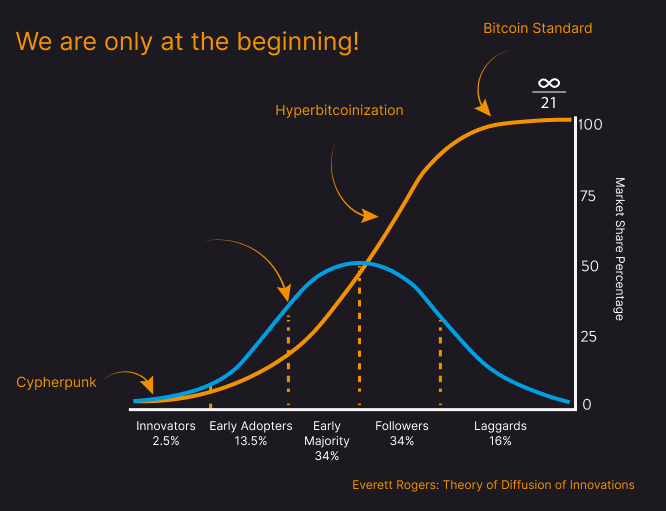 Bitcoin Standard
We are only at the beginning!
∞
21
Hyperbitcoinization
100
75
Market Share Percentage
50
25
Cypherpunk
0
Innovators
2.5%
Early Adopters
13.5%
Early
Majority
34%
Followers
34%
Laggards
16%
Everett Rogers: Theory of Diffusion of Innovations